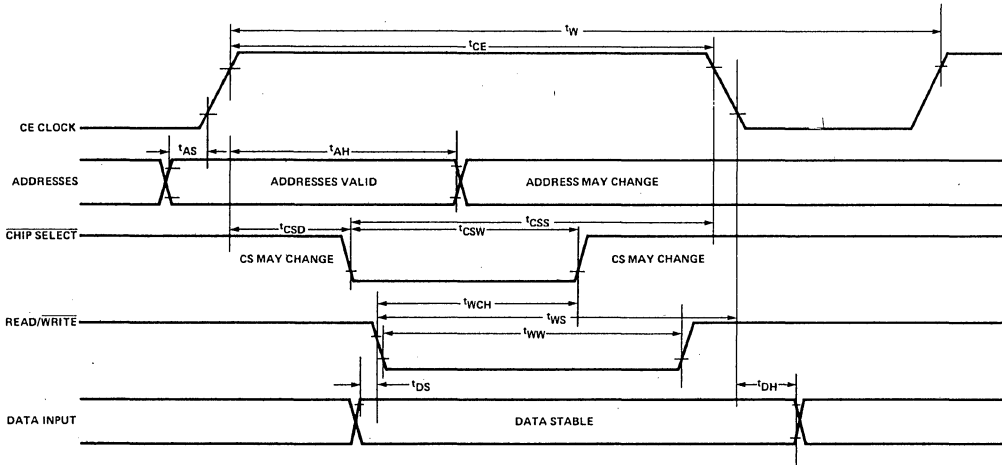 tW
tCE
CE CLOCK
tAS
tAH
ADDRESSES
ADDRESSES VALID
ADDRESS MAY CHANGE
tCSS
tCSD
tCSW
CHIP SELECT
CS MAY CHANGE
CS MAY CHANGE
tWCH
tWS
READ/WRITE
tWW
tDS
tDH
DATA INPUT
DATA STABLE